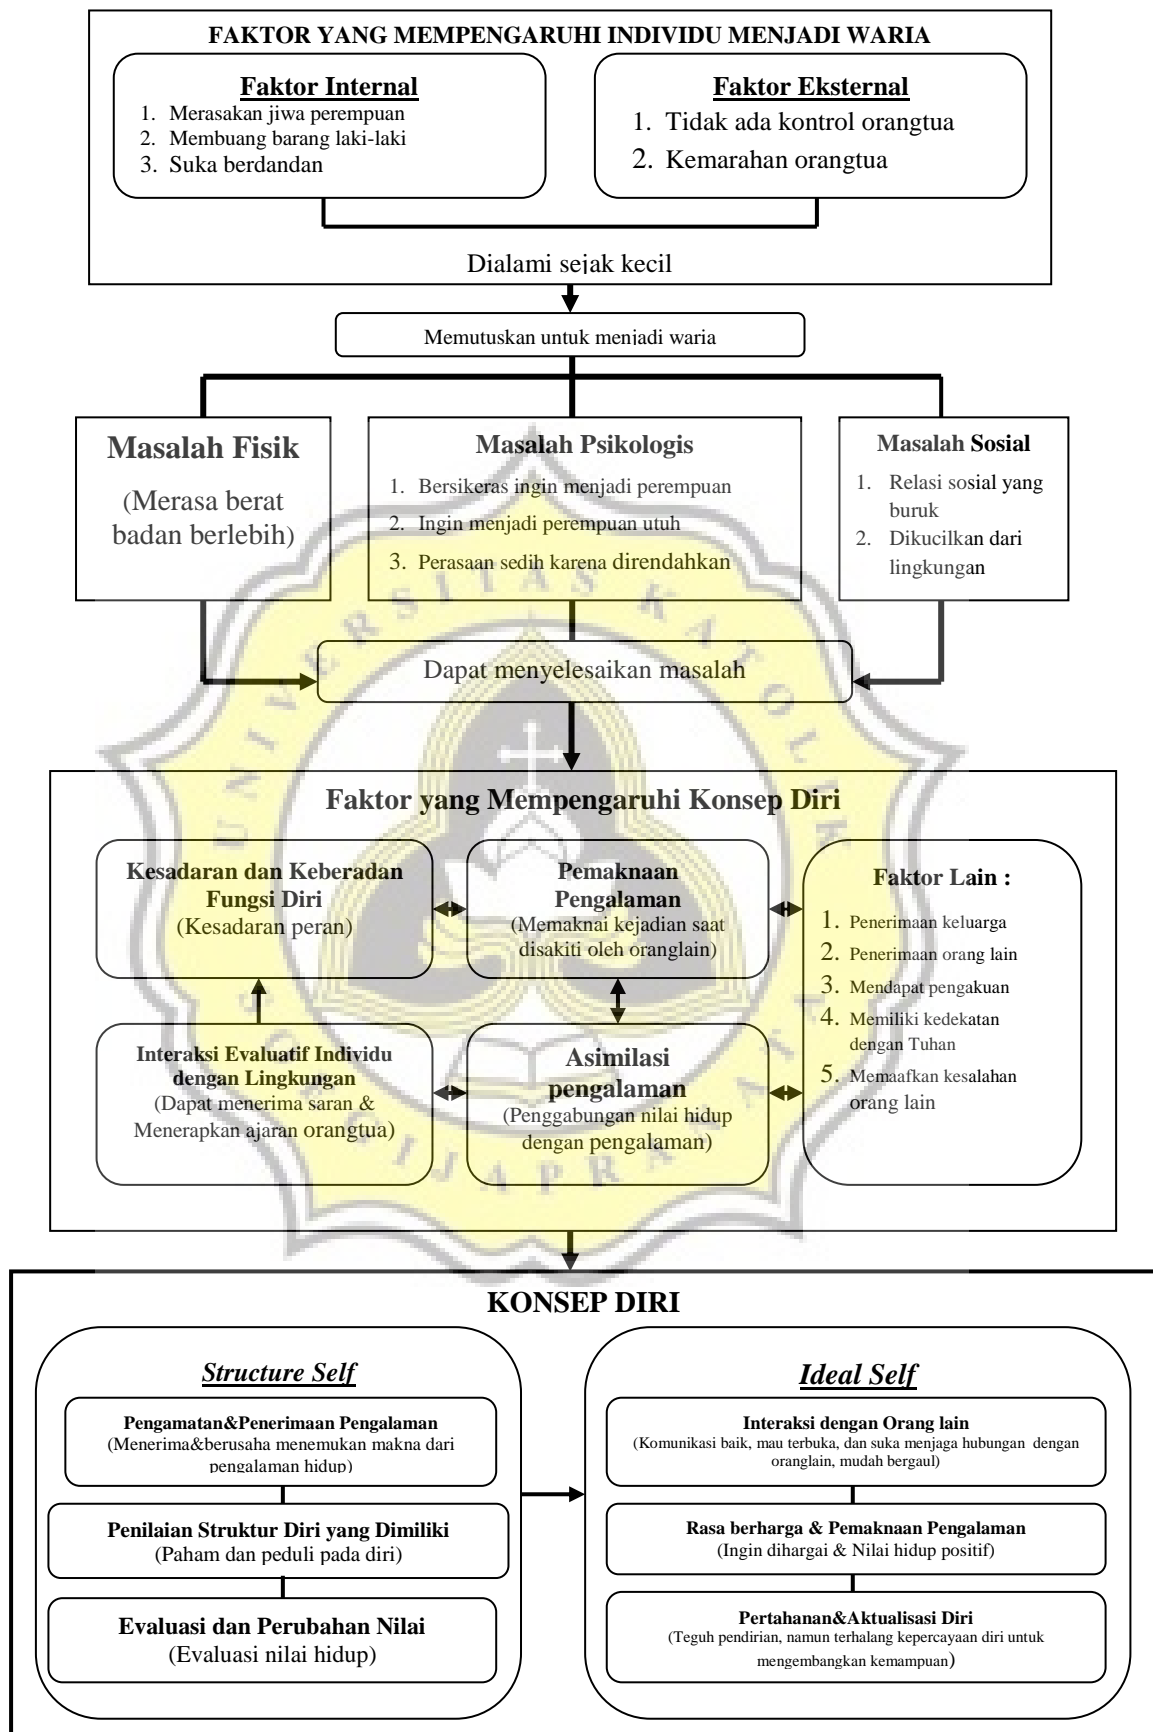 FAKTOR YANG MEMPENGARUHI INDIVIDU MENJADI WARIA
Faktor Internal
1. Merasakan jiwa perempuan
2. Membuang barang laki-laki
3. Suka berdandan
Faktor Eksternal
1. Tidak ada kontrol orangtua
2. Kemarahan orangtua
Dialami sejak kecil
Memutuskan untuk menjadi waria
Masalah Fisik
(Merasa berat
badan berlebih)
Masalah Psikologis
1. Bersikeras ingin menjadi perempuan
2. Ingin menjadi perempuan utuh
3. Perasaan sedih karena direndahkan
Masalah Sosial
1. Relasi sosial yang
buruk
2. Dikucilkan dari
lingkungan
Dapat menyelesaikan masalah
UNIVERSITAS KATOLIK
SOEGIJAPRANATA
Faktor yang Mempengaruhi Konsep Diri
Kesadaran dan Keberadan
Fungsi Diri
(Kesadaran peran)
Pemaknaan
Pengalaman
(Memaknai kejadian saat
disakiti oleh oranglain)
Faktor Lain :
1. Penerimaan keluarga
2. Penerimaan orang lain
3. Mendapat pengakuan
4. Memiliki kedekatan
dengan Tuhan
5. Memaafkan kesalahan
orang lain
Interaksi Evaluatif Individu
dengan Lingkungan
(Dapat menerima saran &
Menerapkan ajaran orangtua)
Asimilasi
pengalaman
(Penggabungan nilai hidup
dengan pengalaman)
KONSEP DIRI
Structure Self
Pengamatan&Penerimaan Pengalaman
(Menerima&berusaha menemukan makna dari
pengalaman hidup)
Penilaian Struktur Diri yang Dimiliki
(Paham dan peduli pada diri)
Evaluasi dan Perubahan Nilai
(Evaluasi nilai hidup)
Ideal Self
Interaksi dengan Orang lain
(Komunikasi baik, mau terbuka, dan suka menjaga hubungan dengan
oranglain, mudah bergaul)
Rasa berharga & Pemaknaan Pengalaman
(Ingin dihargai & Nilai hidup positif)
Pertahanan&Aktualisasi Diri
(Teguh pendirian, namun terhalang kepercayaan diri untuk
mengembangkan kemampuan)